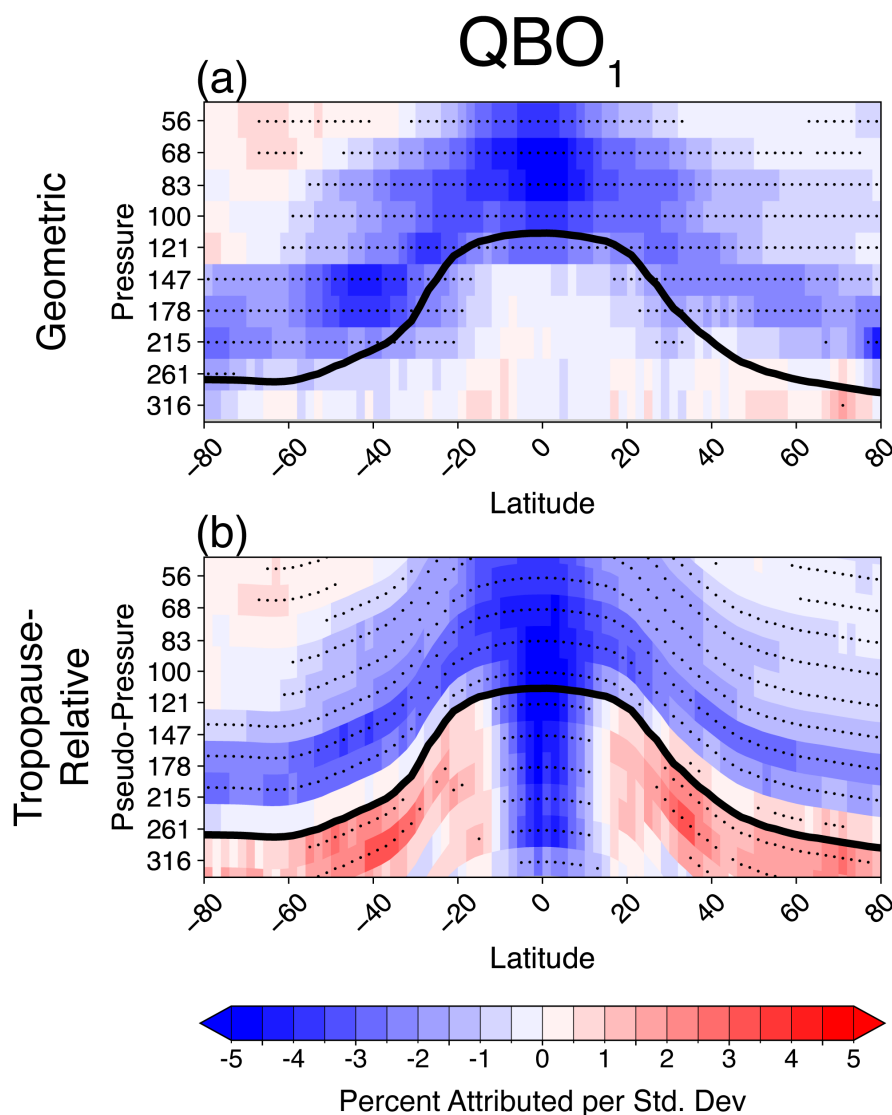 QBO1
(a)
Geometric
Pressure
56
68
83
100
121
147
178
215
261
316
-80 -60 -40 -20 0 20 40 60 80
Latitude
(b)
Tropopause-
Relative
Pseudo-Pressure
56
68
83
100
121
147
178
215
261
316
-80 -60 -40 -20 0 20 40 60 80
Latitude
-5 -4 -3 -2 -1 0 1 2 3 4 5
Percent Attributed per Std. Dev